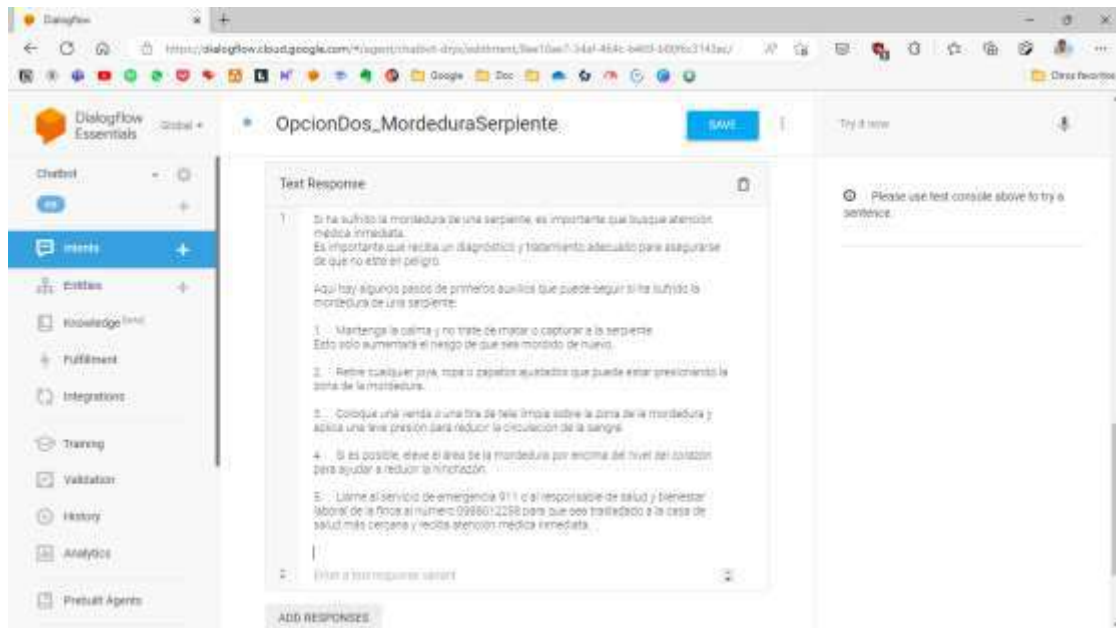 Dialogflow
Google
Doc
Otros favoritos
Dialogflow
Essentials
Global
OpcionDos_MordeduraSerpiente
SAVE
Try it now
Chatbot
es
Intents
Entities
Knowledge [beta]
Fulfillment
Integrations
Training
Validation
History
Analytics
Prebuilt Agents
Text Response
1
Si ha sufrido la mordedura de una serpiente, es importante que busque atención
médica inmediata.
Es importante que reciba un diagnóstico y tratamiento adecuado para asegurarse
de que no esté en peligro.
Aquí hay algunos pasos de primeros auxilios que puede seguir si ha sufrido la
mordedura de una serpiente:
1. Mantenga la calma y no trate de matar o capturar a la serpiente.
Esto solo aumentará el riesgo de que sea mordido de nuevo.
2. Retire cualquier joya, ropa o zapatos ajustados que pueda estar presionando la
zona de la mordedura.
3. Coloque una venda o una tira de tela limpia sobre la zona de la mordedura y
aplica una leve presión para reducir la circulación de la sangre.
4. Si es posible, eleve el área de la mordedura por encima del nivel del corazón
para ayudar a reducir la hinchazón.
5. Llame al servicio de emergencia 911 o al responsable de salud y bienestar
laboral de la finca al número para que sea trasladado a la casa de
salud más cercana y reciba atención médica inmediata.
2
Enter a text response variant
ADD RESPONSES
Please use test console above to try a
sentence.